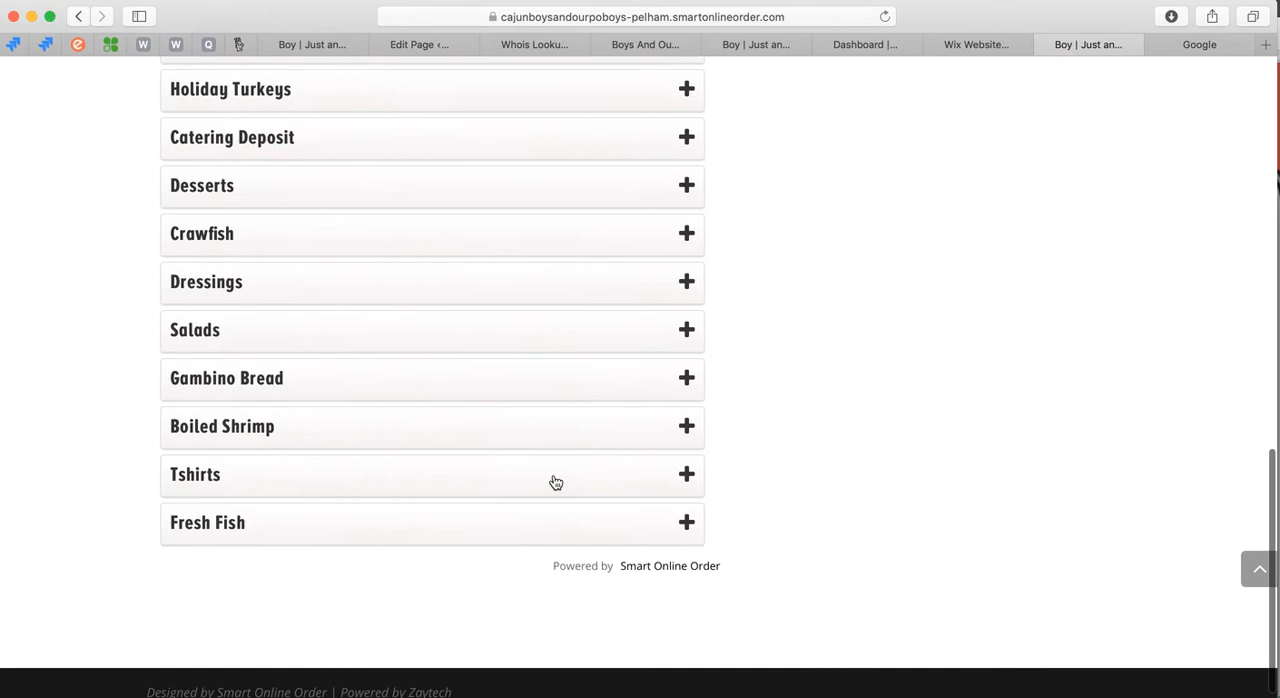 cajunboysandourpoboys-pelham.smartonlineorder.com
W W Q Boy | Just an... Edit Page ‹... Whois Looku... Boys And Ou... Boy | Just an... Dashboard |... Wix Website... Boy | Just an... Google
Holiday Turkeys
Catering Deposit
Desserts
Crawfish
Dressings
Salads
Gambino Bread
Boiled Shrimp
Tshirts
Fresh Fish
Powered by Smart Online Order
Designed by Smart Online Order | Powered by Zaytech